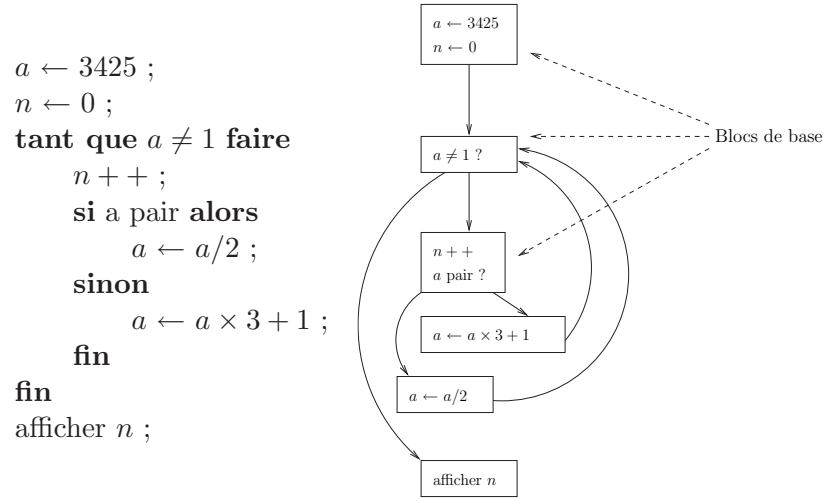 a ← 3425 ;
n ← 0 ;
tant que a ≠ 1 faire
n + + ;
si a pair alors
a ← a/2 ;
sinon
a ← a × 3 + 1 ;
fin
fin
afficher n ;
a ← 3425
n ← 0
Blocs de base
a ≠ 1 ?
n + +
a pair ?
a ← a × 3 + 1
a ← a/2
afficher n